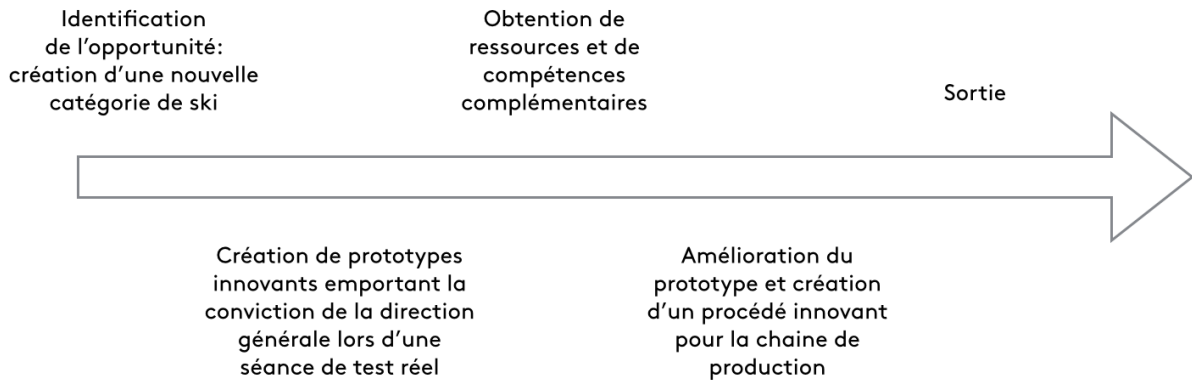 Identification
de l’opportunité:
création d’une nouvelle
catégorie de ski
Obtention de
ressources et de
compétences
complémentaires
Sortie
Création de prototypes
innovants emportant la
conviction de la direction
générale lors d’une
séance de test réel
Amélioration du
prototype et création
d’un procédé innovant
pour la chaine de
production